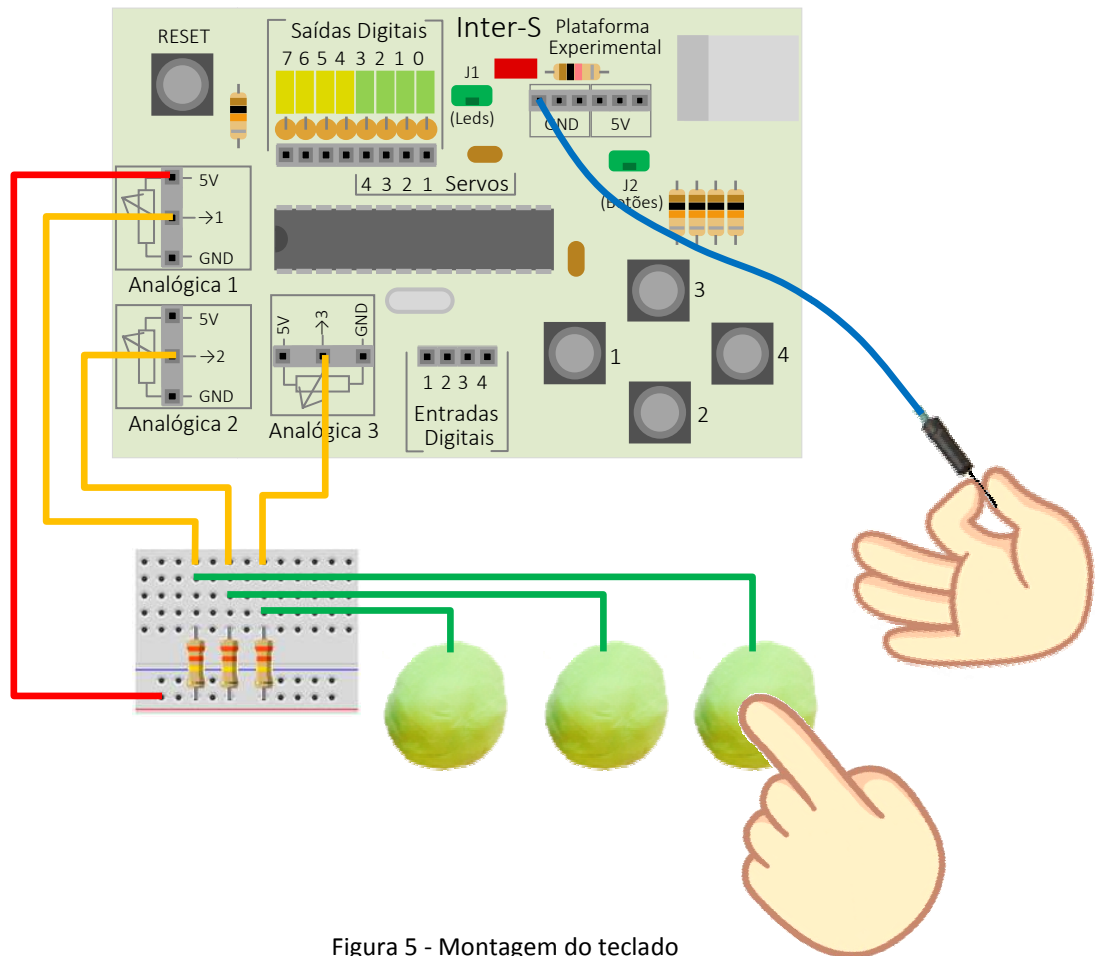 RESET
Saídas Digitais
7 6 5 4 3 2 1 0
Inter-S
Plataforma
Experimental
J1
(Leds)
GND
5V
J2
(Botões)
4 3 2 1 Servos
5V
→1
GND
Analógica 1
5V
→2
GND
Analógica 2
5V
→3
GND
Analógica 3
1 2 3 4
Entradas
Digitais
3
1
4
2
Figura 5 - Montagem do teclado